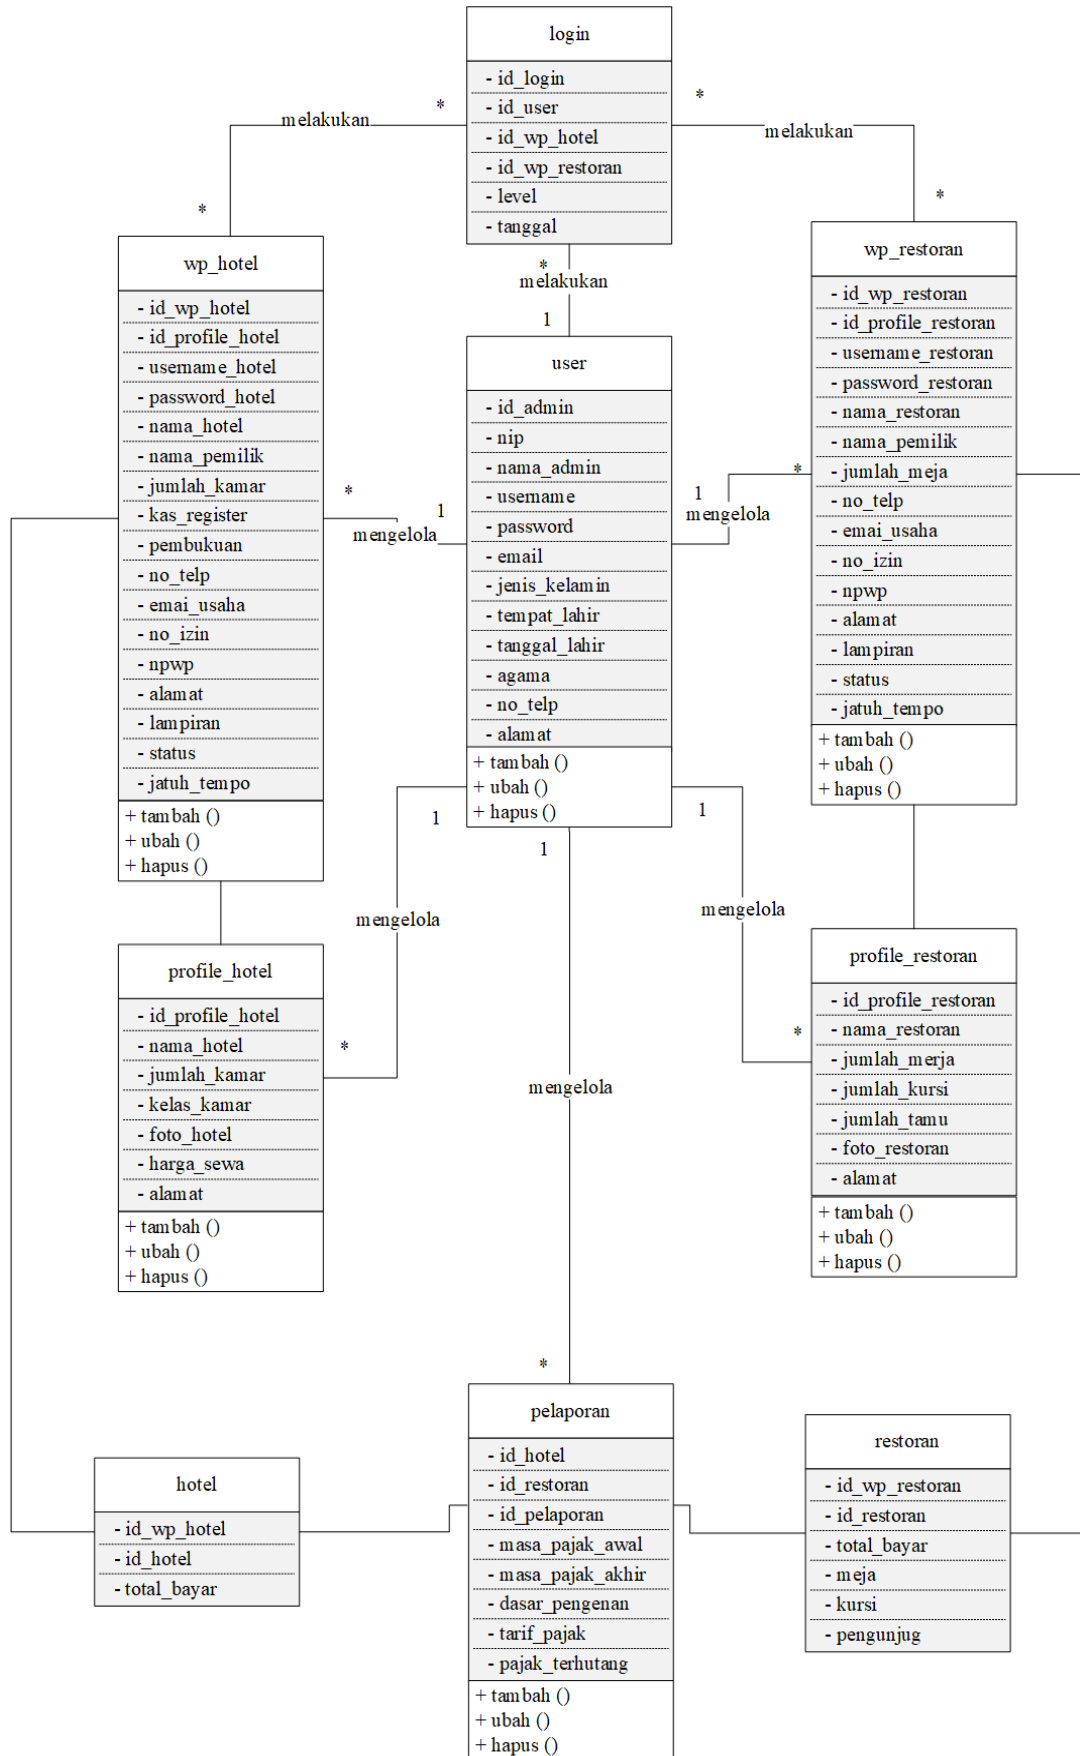 login
- id_login
- id_user
- id_wp_hotel
- id_wp_restoran
- level
- tanggal
*
melakukan
*
*
melakukan
*
*
melakukan
1
wp_hotel
- id_wp_hotel
- id_profile_hotel
- username_hotel
- password_hotel
- nama_hotel
- nama_pemilik
- jumlah_kamar
- kas_register
- pembukuan
- no_telp
- emai_usaha
- no_izin
- npwp
- alamat
- lampiran
- status
- jatuh_tempo
+ tambah ()
+ ubah ()
+ hapus ()
*
mengelola
1
user
- id_admin
- nip
- nama_admin
- username
- password
- email
- jenis_kelamin
- tempat_lahir
- tanggal_lahir
- agama
- no_telp
- alamat
+ tambah ()
+ ubah ()
+ hapus ()
1
mengelola
*
wp_restoran
- id_wp_restoran
- id_profile_restoran
- username_restoran
- password_restoran
- nama_restoran
- nama_pemilik
- jumlah_meja
- no_telp
- emai_usaha
- no_izin
- npwp
- alamat
- lampiran
- status
- jatuh_tempo
+ tambah ()
+ ubah ()
+ hapus ()
1
mengelola
*
1
mengelola
*
1
mengelola
*
profile_hotel
- id_profile_hotel
- nama_hotel
- jumlah_kamar
- kelas_kamar
- foto_hotel
- harga_sewa
- alamat
+ tambah ()
+ ubah ()
+ hapus ()
profile_restoran
- id_profile_restoran
- nama_restoran
- jumlah_merja
- jumlah_kursi
- jumlah_tamu
- foto_restoran
- alamat
+ tambah ()
+ ubah ()
+ hapus ()
hotel
- id_wp_hotel
- id_hotel
- total_bayar
pelaporan
- id_hotel
- id_restoran
- id_pelaporan
- masa_pajak_awal
- masa_pajak_akhir
- dasar_pengenan
- tarif_pajak
- pajak_terhutang
+ tambah ()
+ ubah ()
+ hapus ()
restoran
- id_wp_restoran
- id_restoran
- total_bayar
- meja
- kursi
- pengunjug